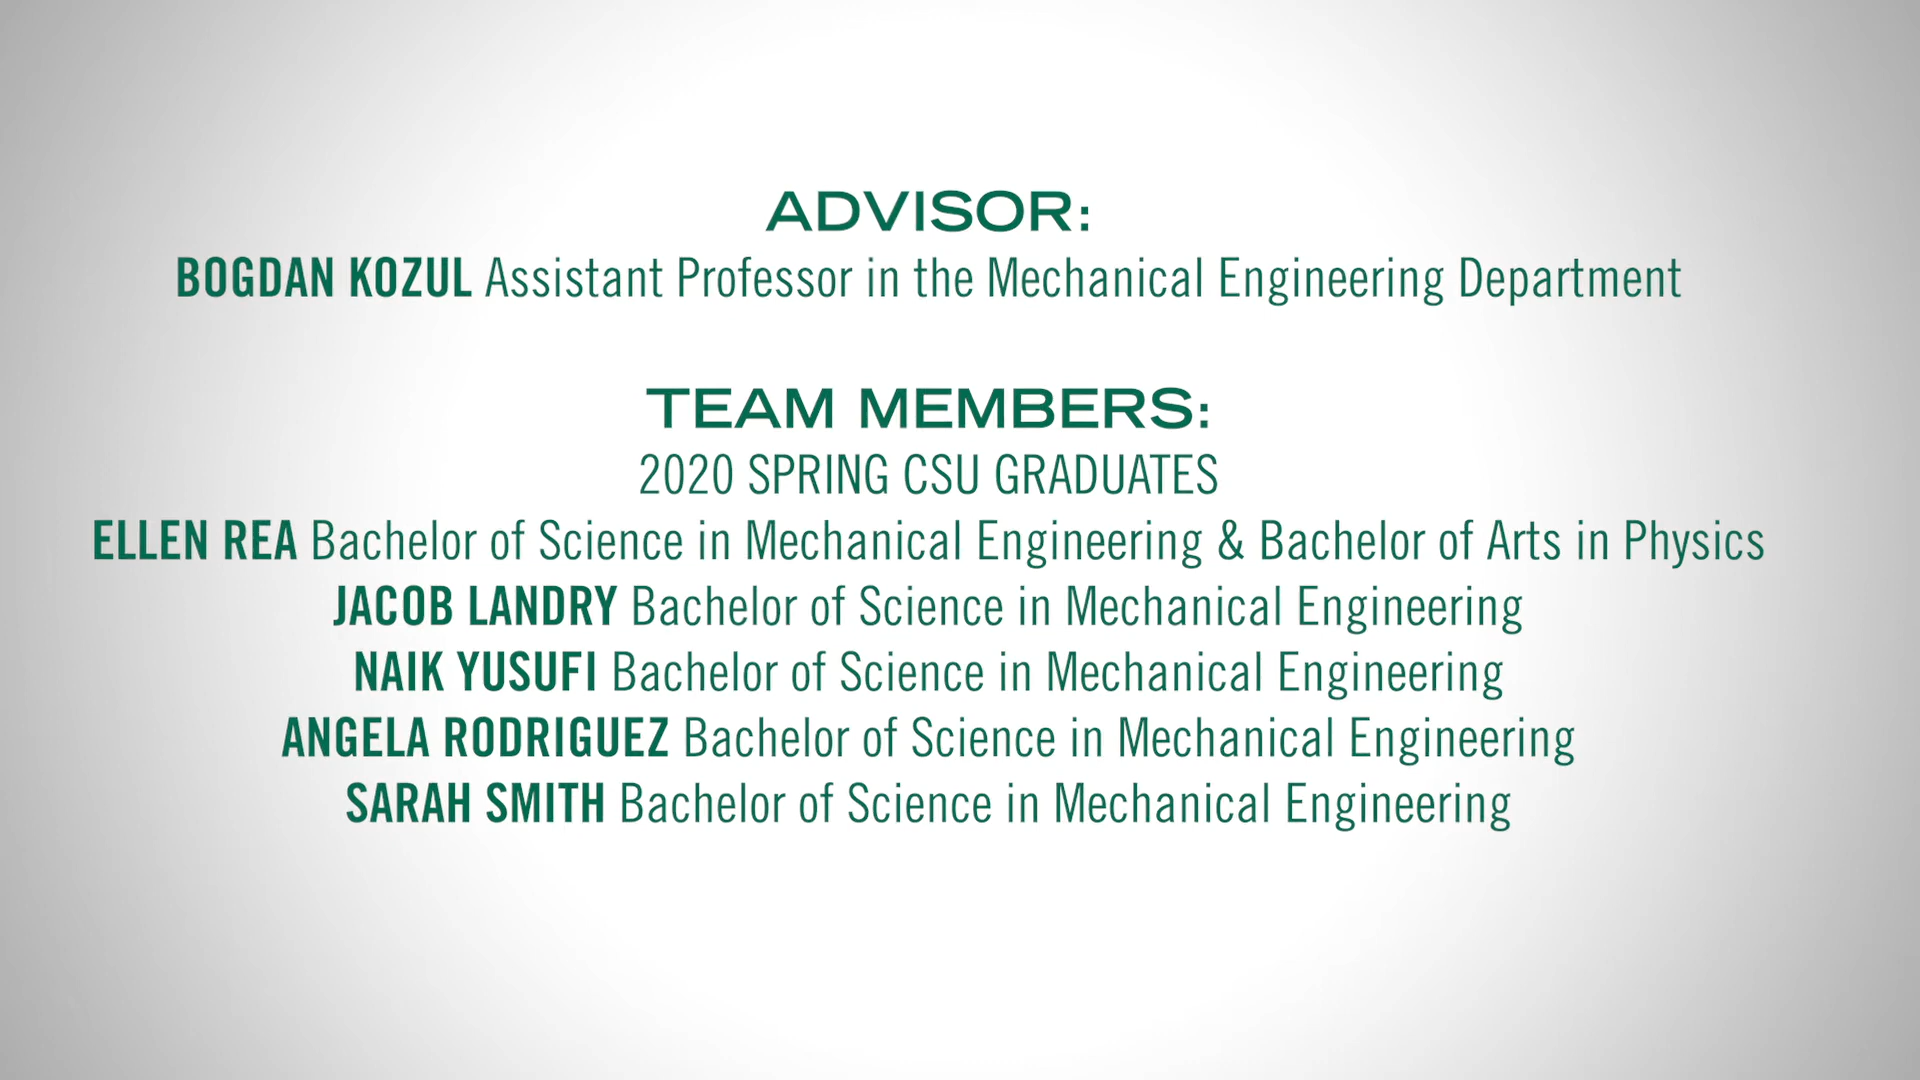 ADVISOR:
BOGDAN KOZUL Assistant Professor in the Mechanical Engineering Department
TEAM MEMBERS:
2020 SPRING CSU GRADUATES
ELLEN REA Bachelor of Science in Mechanical Engineering & Bachelor of Arts in Physics
JACOB LANDRY Bachelor of Science in Mechanical Engineering
NAIK YUSUFI Bachelor of Science in Mechanical Engineering
ANGELA RODRIGUEZ Bachelor of Science in Mechanical Engineering
SARAH SMITH Bachelor of Science in Mechanical Engineering